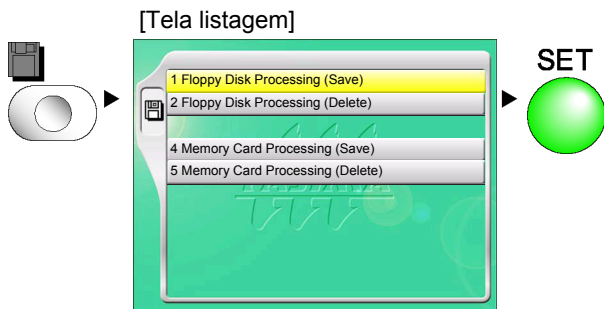 [Tela listagem]
SET
1 Floppy Disk Processing (Save)
2 Floppy Disk Processing (Delete)
4 Memory Card Processing (Save)
5 Memory Card Processing (Delete)